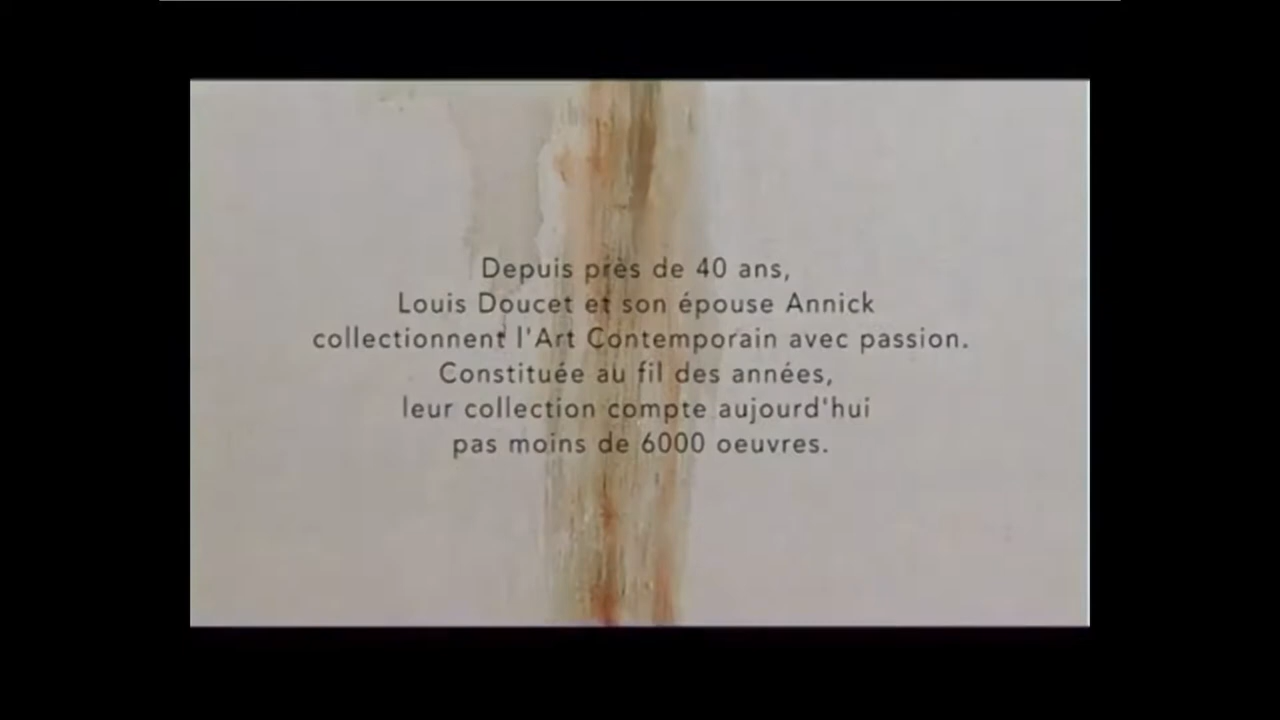 Depuis près de 40 ans,
Louis Doucet et son épouse Annick
collectionnent l'Art Contemporain avec passion.
Constituée au fil des années,
leur collection compte aujourd'hui
pas moins de 6000 oeuvres.